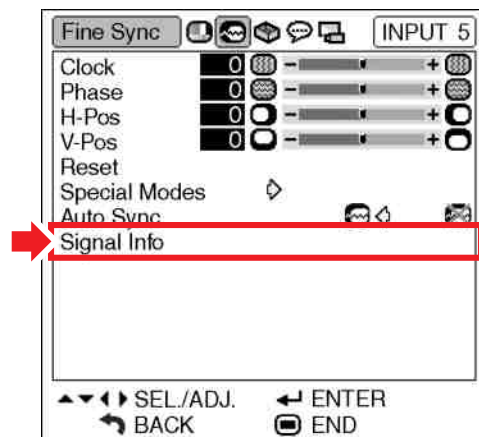 Fine Sync INPUT 5
Clock 0 - +
Phase 0 - +
H-Pos 0 - +
V-Pos 0 - +
Reset
Special Modes
Auto Sync
Signal Info
SEL./ADJ. ENTER
BACK END